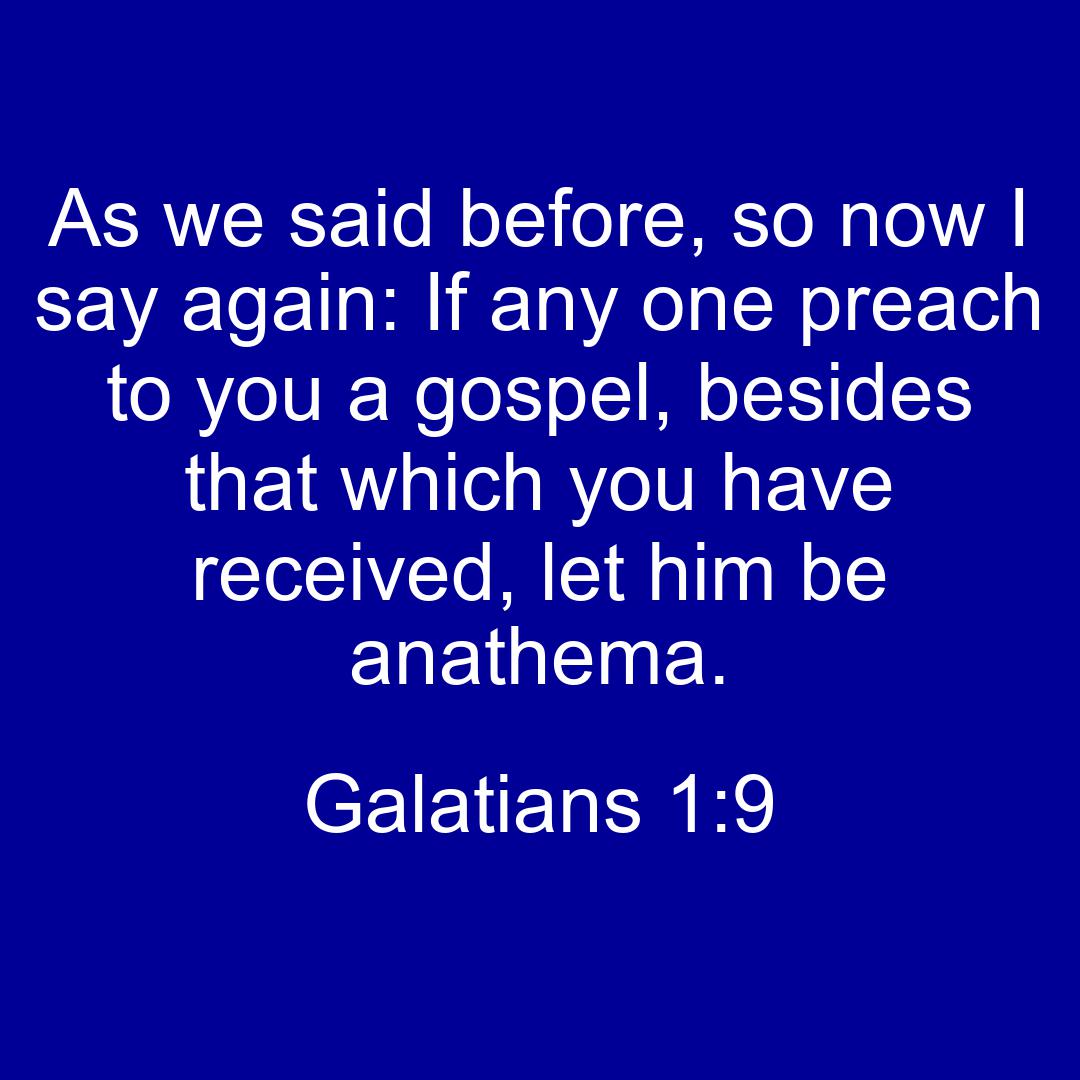 As we said before, so now I
say again: If any one preach
to you a gospel, besides
that which you have
received, let him be
anathema.
Galatians 1:9